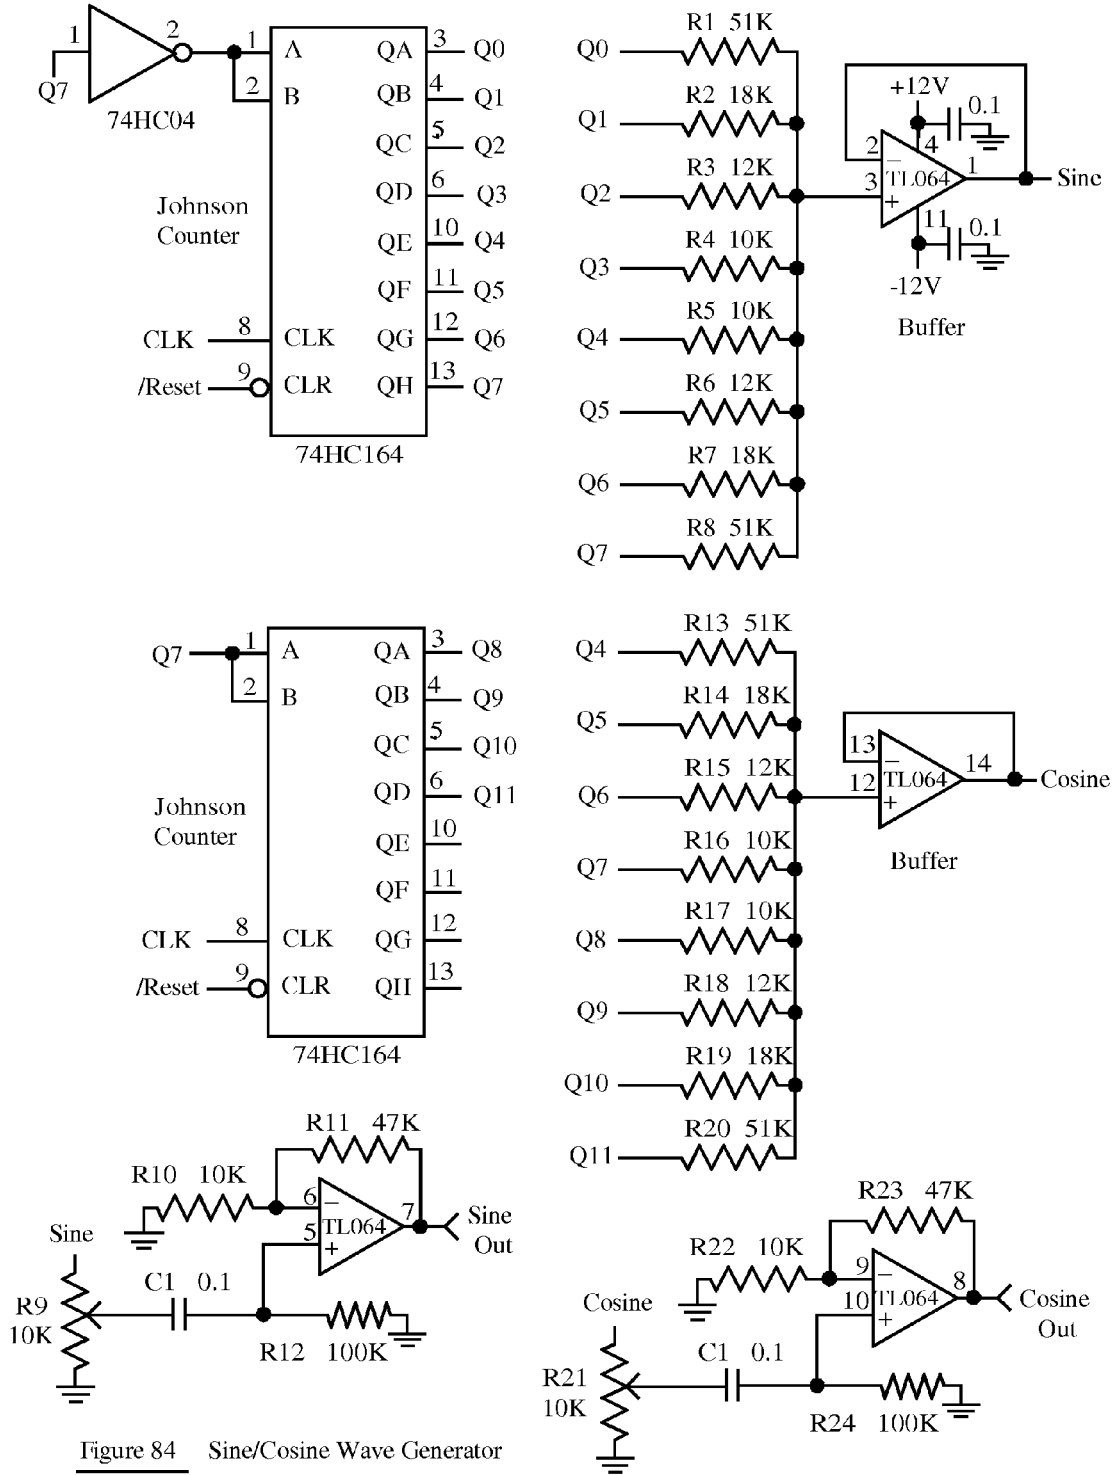 1
2
Q7
74HC04
1
A
QA
3
Q0
2
B
QB
4
Q1
QC
5
Q2
QD
6
Q3
Johnson
Counter
QE
10
Q4
QF
11
Q5
CLK
8
CLK
QG
12
Q6
/Reset
9
CLR
QH
13
Q7
74HC164
Q0
R1 51K
Q1
R2 18K
Q2
R3 12K
Q3
R4 10K
Q4
R5 10K
Q5
R6 12K
Q6
R7 18K
Q7
R8 51K
+12V
0.1
2
−
4
TL064
1
Sine
3
+
11
0.1
-12V
Buffer
Q7
1
A
QA
3
Q8
2
B
QB
4
Q9
QC
5
Q10
QD
6
Q11
Johnson
Counter
QE
10
QF
11
CLK
8
CLK
QG
12
/Reset
9
CLR
QH
13
74HC164
Q4
R13 51K
Q5
R14 18K
Q6
R15 12K
Q7
R16 10K
Q8
R17 10K
Q9
R18 12K
Q10
R19 18K
Q11
R20 51K
13
−
TL064
14
Cosine
12
+
Buffer
R11 47K
R10 10K
6
−
TL064
7
Sine
Out
5
+
Sine
C1 0.1
R9
10K
R12 100K
R23 47K
R22 10K
9
−
TL064
8
Cosine
Out
10
+
Cosine
C1 0.1
R21
10K
R24 100K
Figure 84 Sine/Cosine Wave Generator